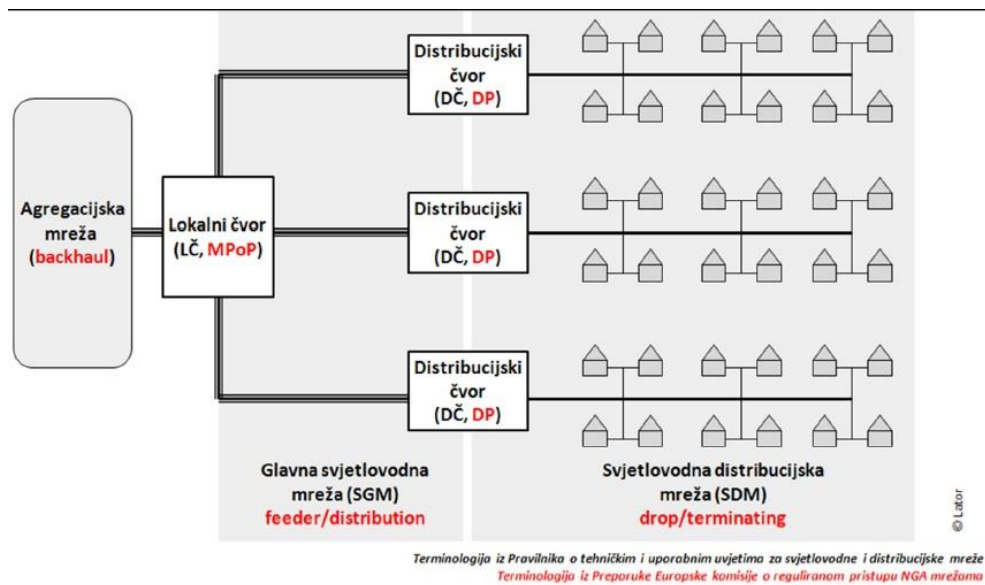 Agregacijska
mreža
(backhaul)
Lokalni čvor
(LČ, MPoP)
Distribucijski
čvor
(DČ, DP)
Distribucijski
čvor
(DČ, DP)
Distribucijski
čvor
(DČ, DP)
Glavna svjetlovodna
mreža (SGM)
feeder/distribution
Svjetlovodna distribucijska
mreža (SDM)
drop/terminating
© Lator
Terminologija iz Pravilnika o tehničkim i uporabnim uvjetima za svjetlovodne i distribucijske mreže
Terminologija iz Preporuke Europske komisije o reguliranom pristupu NGA mrežama